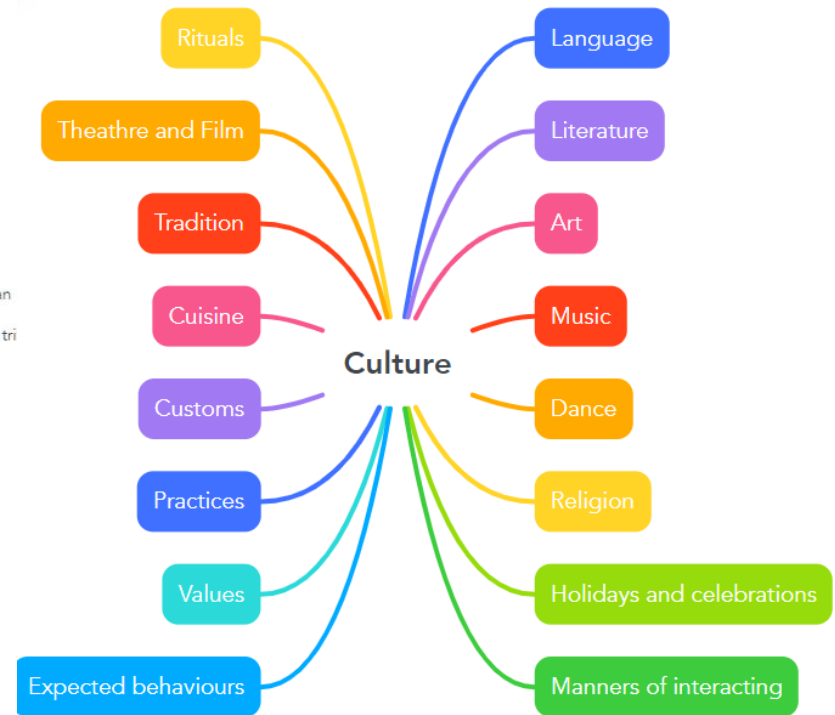 Rituals
Theathre and Film
Tradition
Cuisine
Customs
Practices
Values
Expected behaviours
Culture
Language
Literature
Art
Music
Dance
Religion
Holidays and celebrations
Manners of interacting
tri